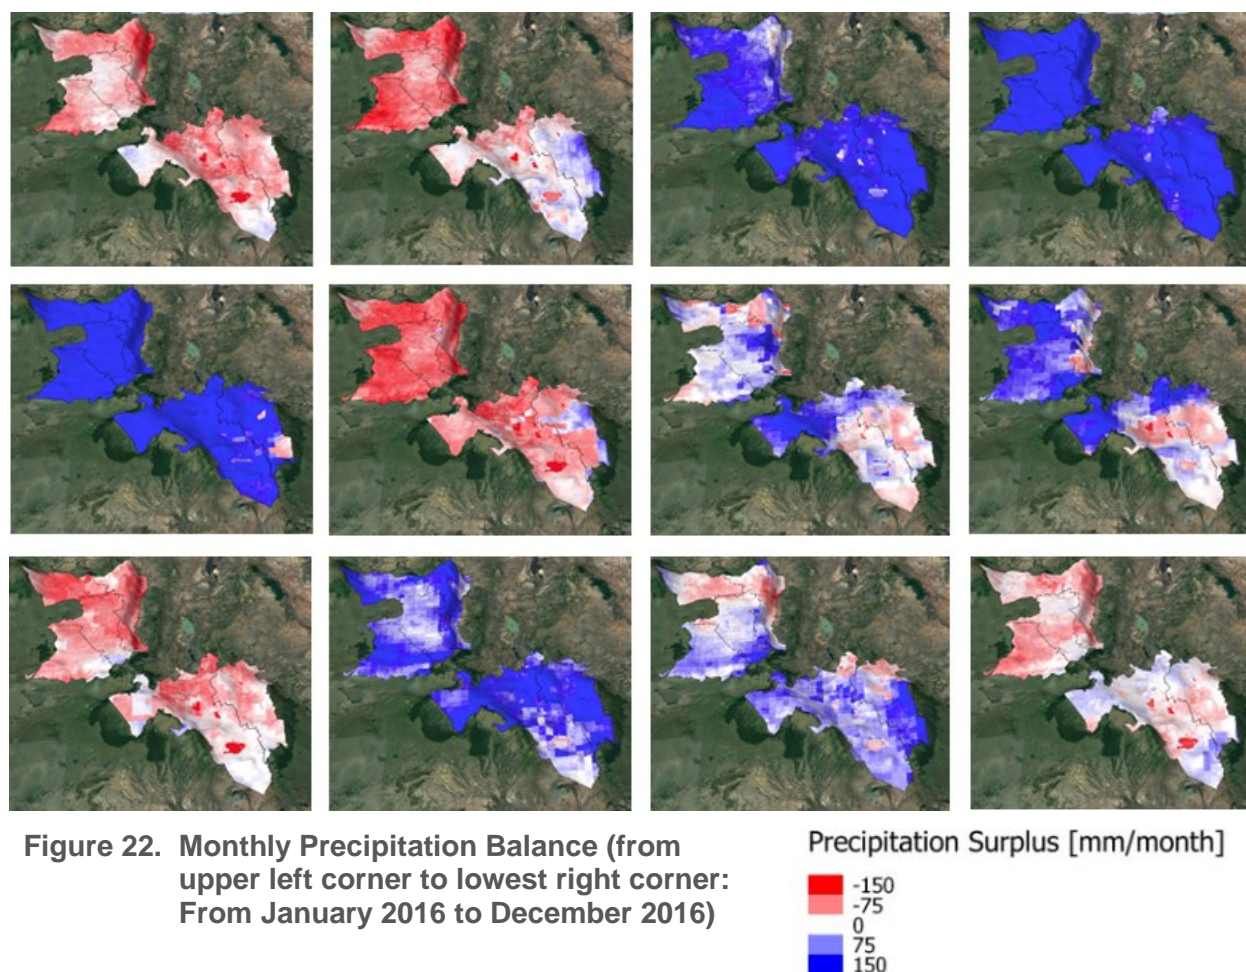 Figure 22. Monthly Precipitation Balance (from
upper left corner to lowest right corner:
From January 2016 to December 2016)
Precipitation Surplus [mm/month]
-150
-75
0
75
150